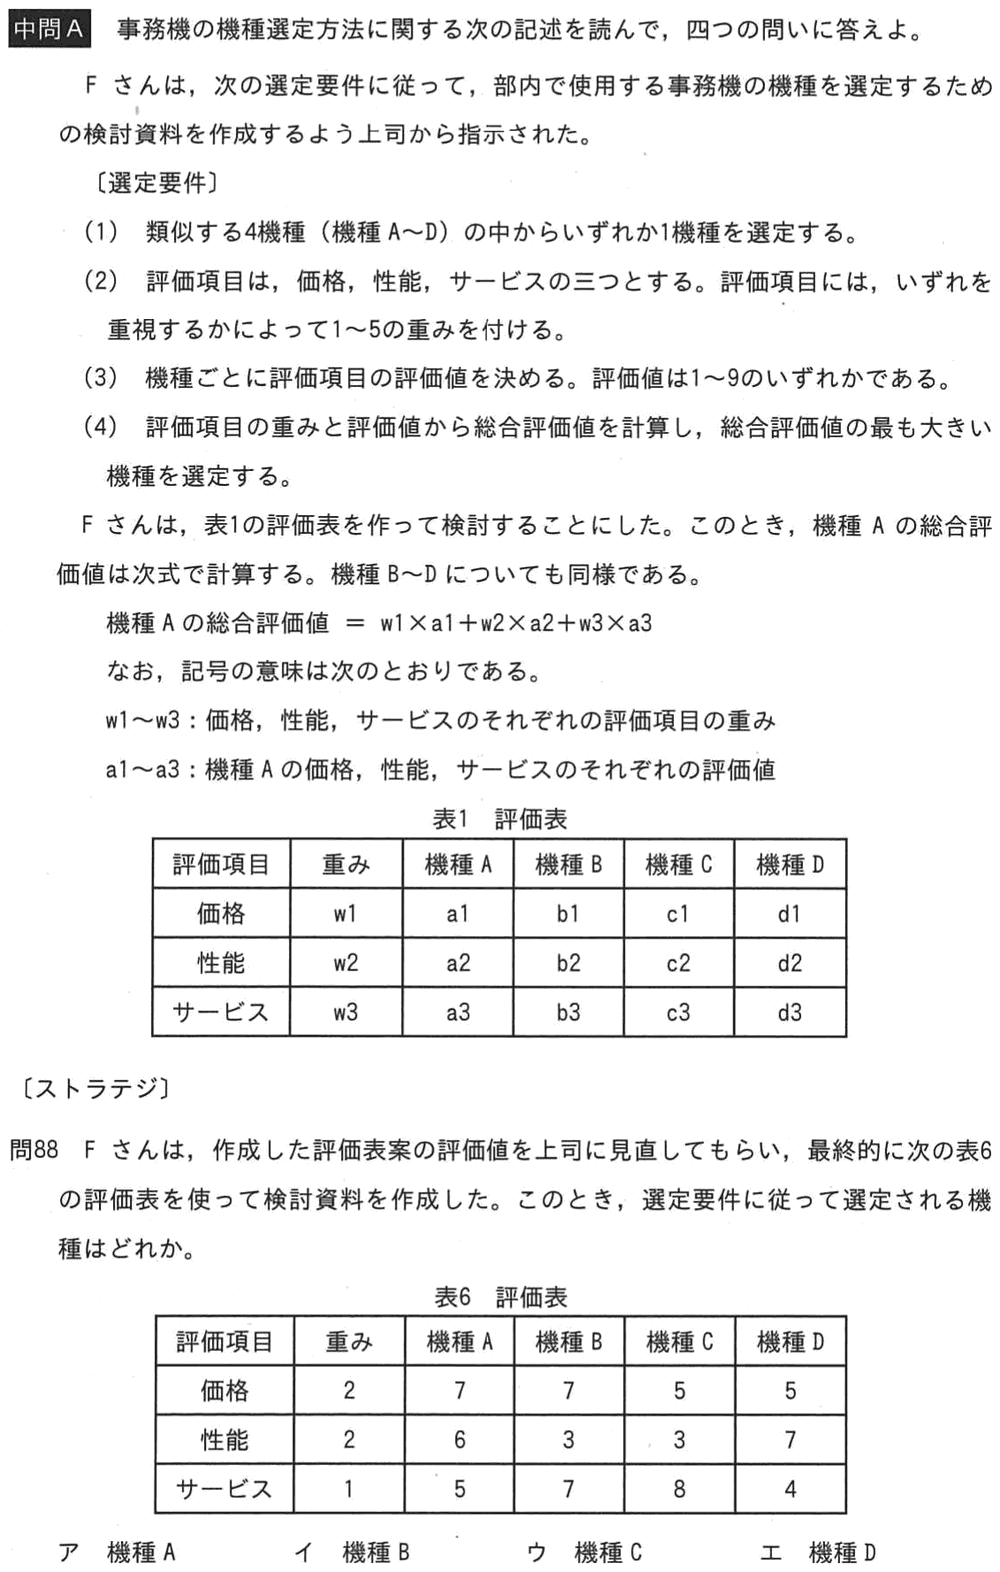 中問A 事務機の機種選定方法に関する次の記述を読んで，四つの問いに答えよ。
F さんは，次の選定要件に従って，部内で使用する事務機の機種を選定するため
の検討資料を作成するよう上司から指示された。
〔選定要件〕
(1) 類似する4機種（機種 A～D）の中からいずれか1機種を選定する。
(2) 評価項目は，価格，性能，サービスの三つとする。評価項目には，いずれを
重視するかによって1～5の重みを付ける。
(3) 機種ごとに評価項目の評価値を決める。評価値は1～9のいずれかである。
(4) 評価項目の重みと評価値から総合評価値を計算し，総合評価値の最も大きい
機種を選定する。
F さんは，表1の評価表を作って検討することにした。このとき，機種 A の総合評
価値は次式で計算する。機種 B～D についても同様である。
機種 A の総合評価値 ＝ w1×a1＋w2×a2＋w3×a3
なお，記号の意味は次のとおりである。
w1～w3：価格，性能，サービスのそれぞれの評価項目の重み
a1～a3：機種 A の価格，性能，サービスのそれぞれの評価値
表1 評価表
評価項目 重み 機種 A 機種 B 機種 C 機種 D
価格 w1 a1 b1 c1 d1
性能 w2 a2 b2 c2 d2
サービス w3 a3 b3 c3 d3
〔ストラテジ〕
問88 F さんは，作成した評価表案の評価値を上司に見直してもらい，最終的に次の表6
の評価表を使って検討資料を作成した。このとき，選定要件に従って選定される機
種はどれか。
表6 評価表
評価項目 重み 機種 A 機種 B 機種 C 機種 D
価格 2 7 7 5 5
性能 2 6 3 3 7
サービス 1 5 7 8 4
ア 機種 A イ 機種 B ウ 機種 C エ 機種 D